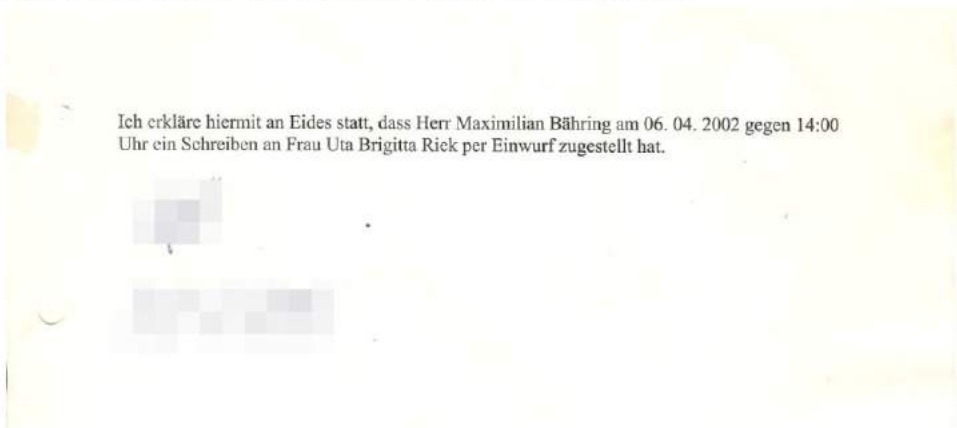 Ich erkläre hiermit an Eides statt, dass Herr Maximilian Bähring am 06. 04. 2002 gegen 14:00
Uhr ein Schreiben an Frau Uta Brigitta Riek per Einwurf zugestellt hat.